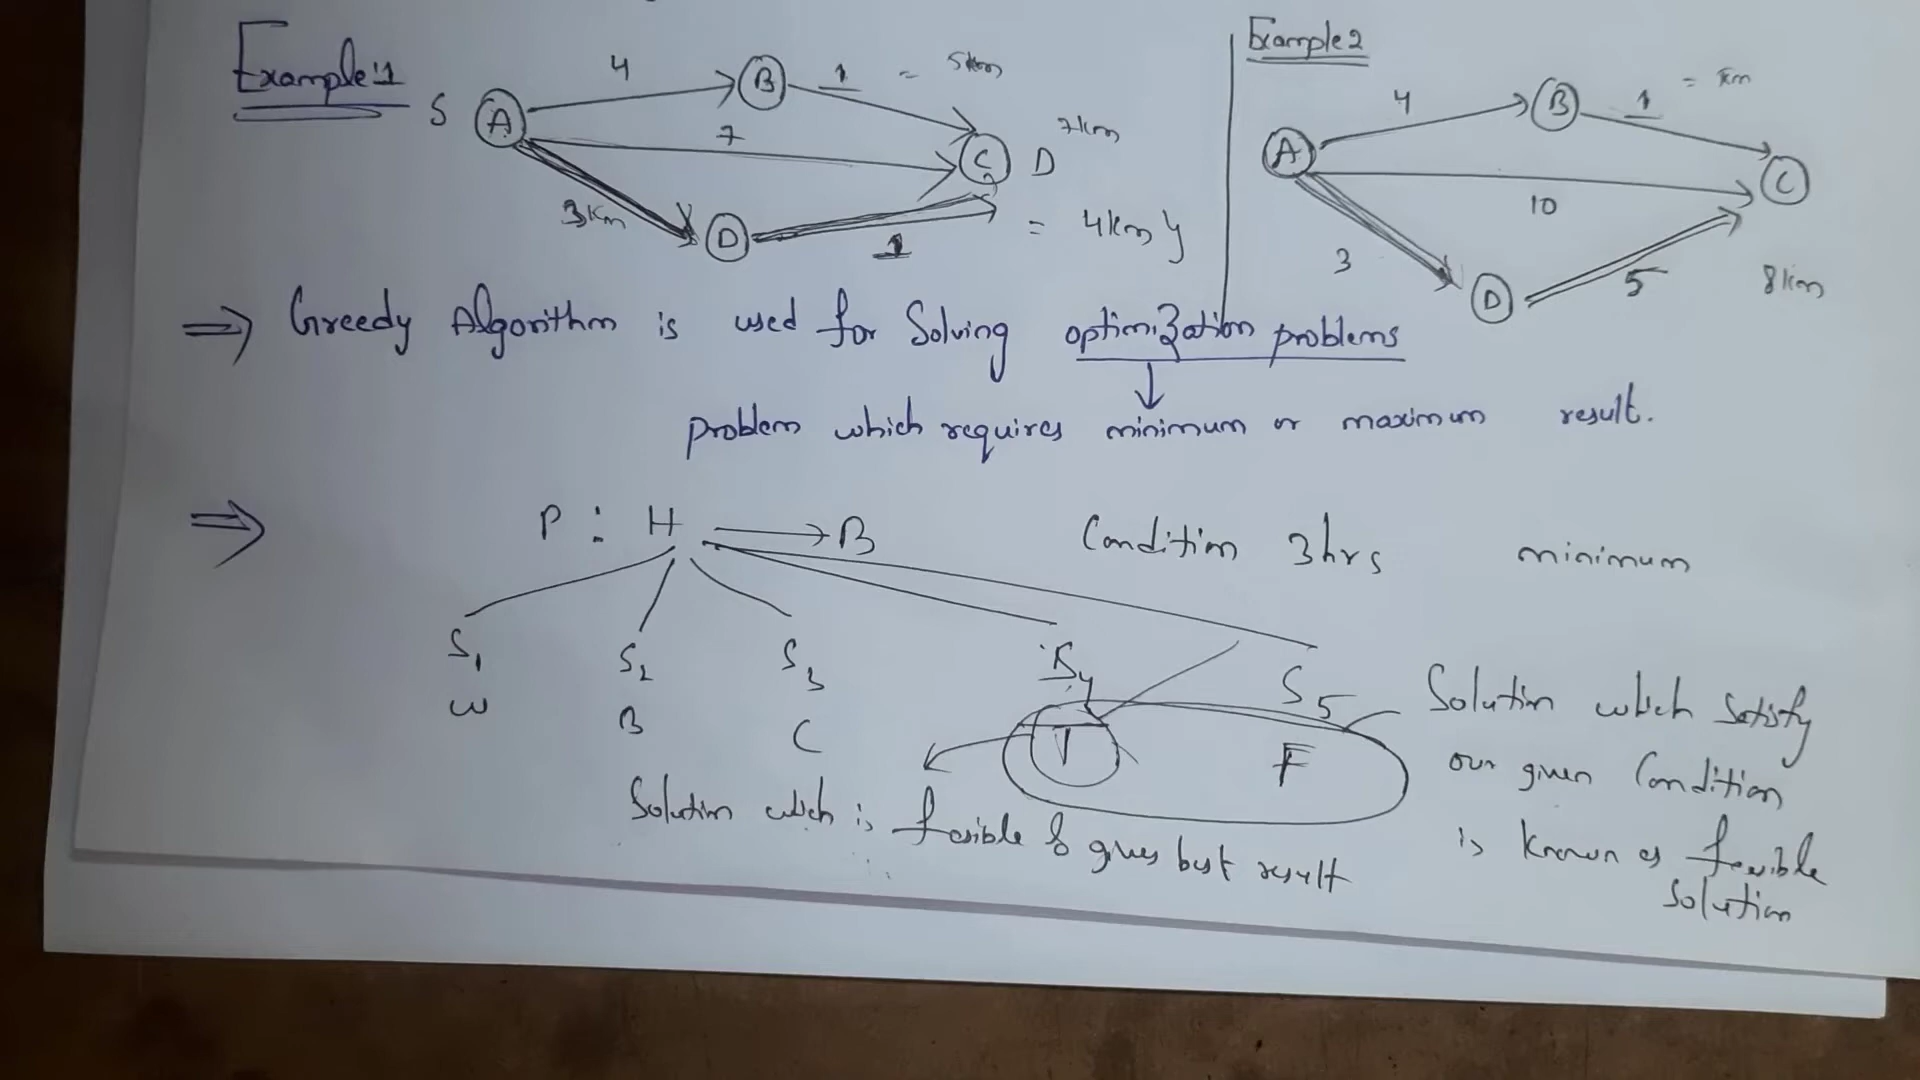 Example:1
S A 4 B 1 = 5km
7 C D 7km
3km D 1 = 4km
Example 2
A 4 B 1 = km
10 C
3 D 5 8km
⇒ Greedy Algorithm is used for Solving optimization problems
problem which requires minimum or maximum result.
⇒ P : H → B Condition 3hrs minimum
S1 S2 S3 S4 S5
W B C T F
Solution which is fesible & gives best result
Solution which Satisfy
our given Condition
is known as fesible
Solution